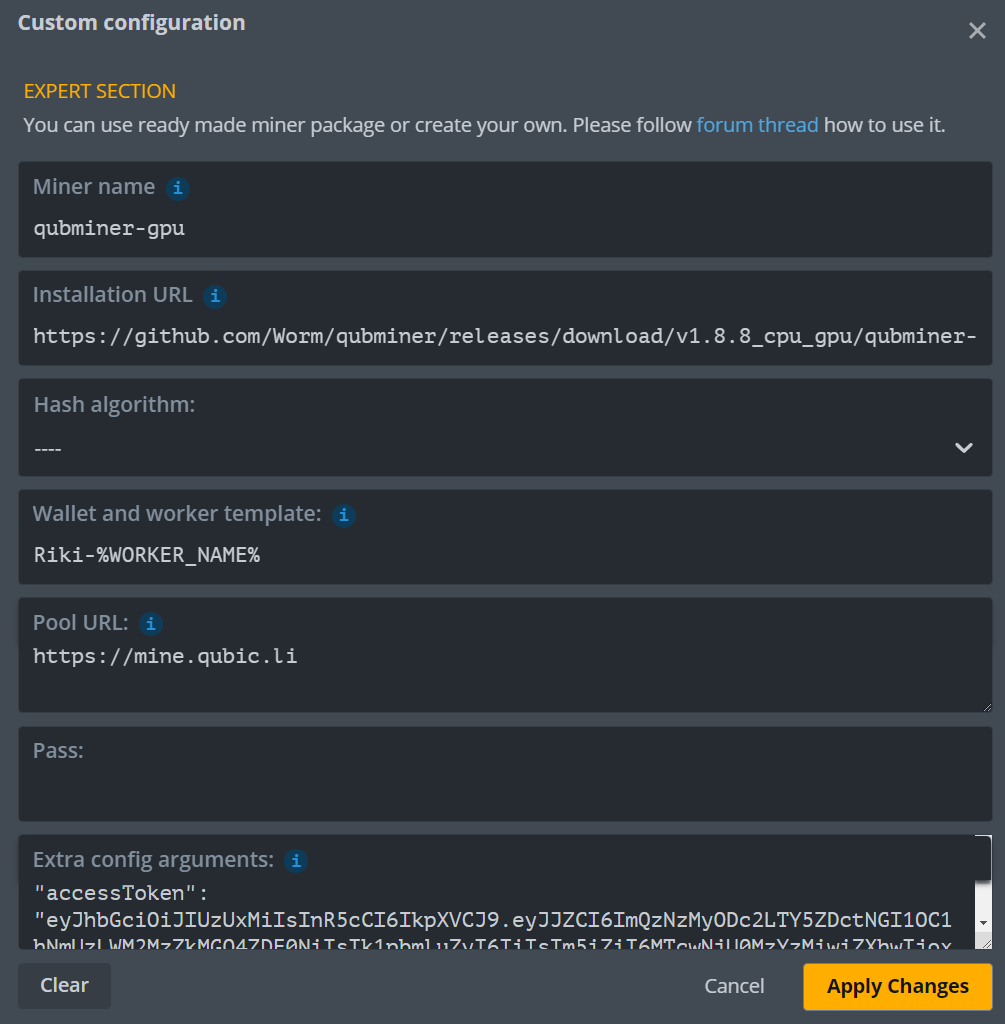 Custom configuration
EXPERT SECTION
You can use ready made miner package or create your own. Please follow forum thread how to use it.
Miner name
qubminer-gpu
Installation URL
https://github.com/Worm/qubminer/releases/download/v1.8.8_cpu_gpu/qubminer-
Hash algorithm:
----
Wallet and worker template:
Riki-%WORKER_NAME%
Pool URL:
https://mine.qubic.li
Pass:
Extra config arguments:
"accessToken":
"eyJhbGciOiJIUzUxMiIsInR5cCI6IkpXVCJ9.eyJJZCI6ImQzNzMyODc2LTY5ZDctNGI1OC1
Clear
Cancel
Apply Changes